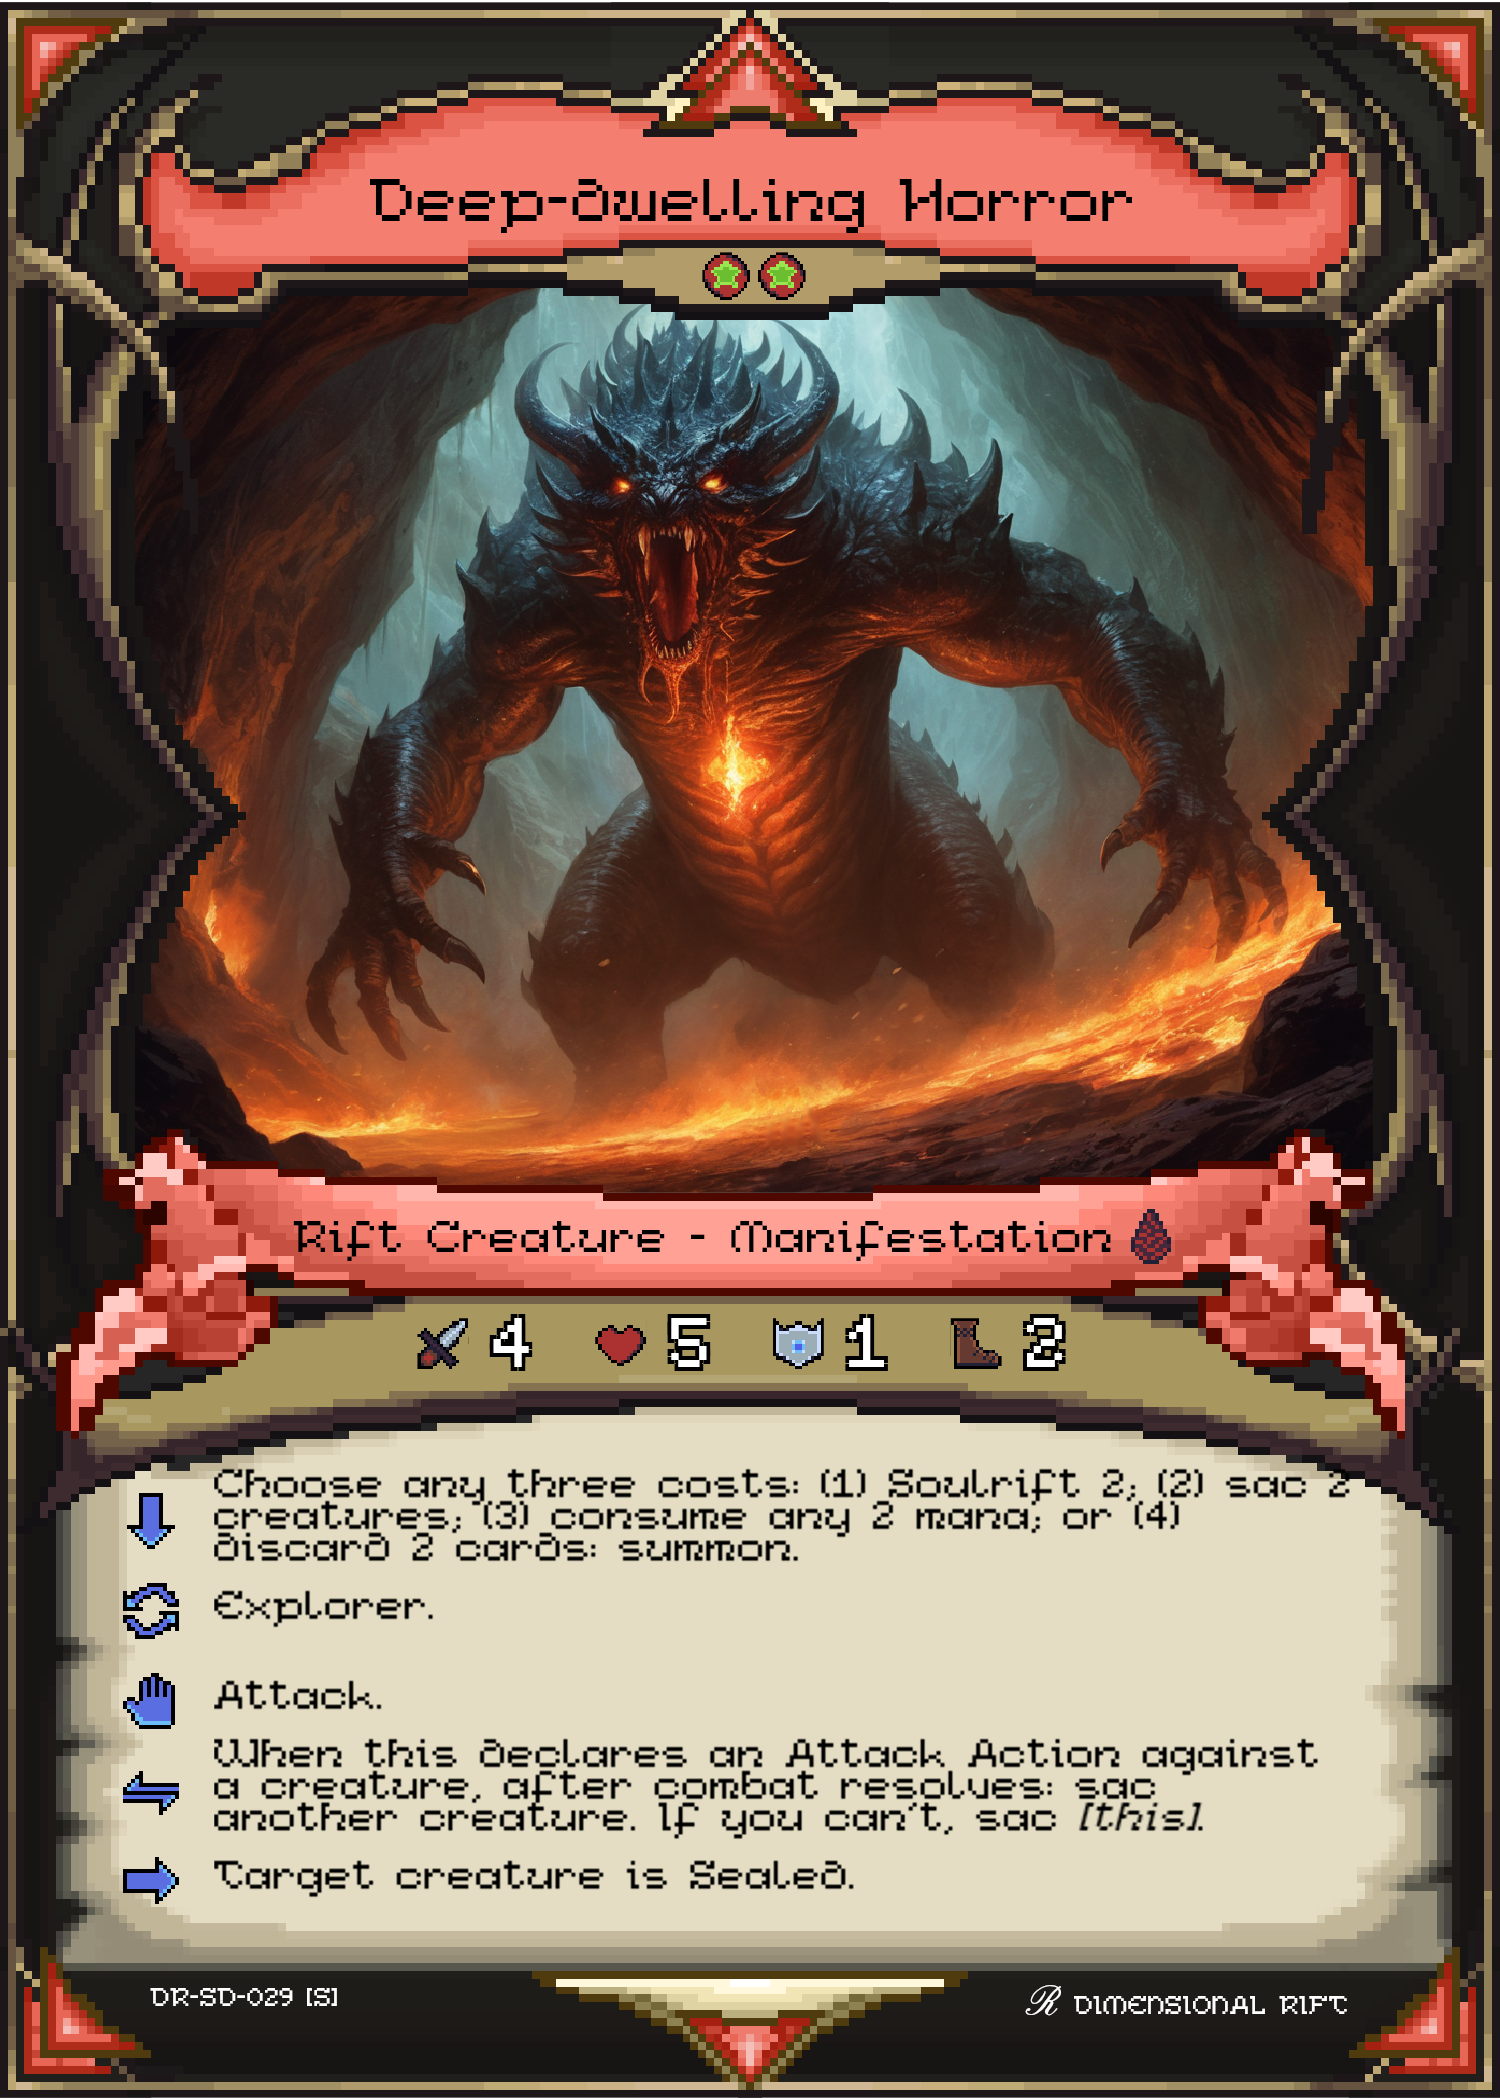 Deep-dwelling Horror
Rift Creature - Manifestation
4 5 1 2
Choose any three costs: (1) Soulrift 2; (2) sac 2
creatures; (3) consume any 2 mana; or (4)
discard 2 cards: summon.
Explorer.
Attack.
When this declares an Attack Action against
a creature, after combat resolves: sac
another creature. If you can't, sac [this].
Target creature is Sealed.
DR-SD-029 [S]
R DIMENSIONAL RIFT